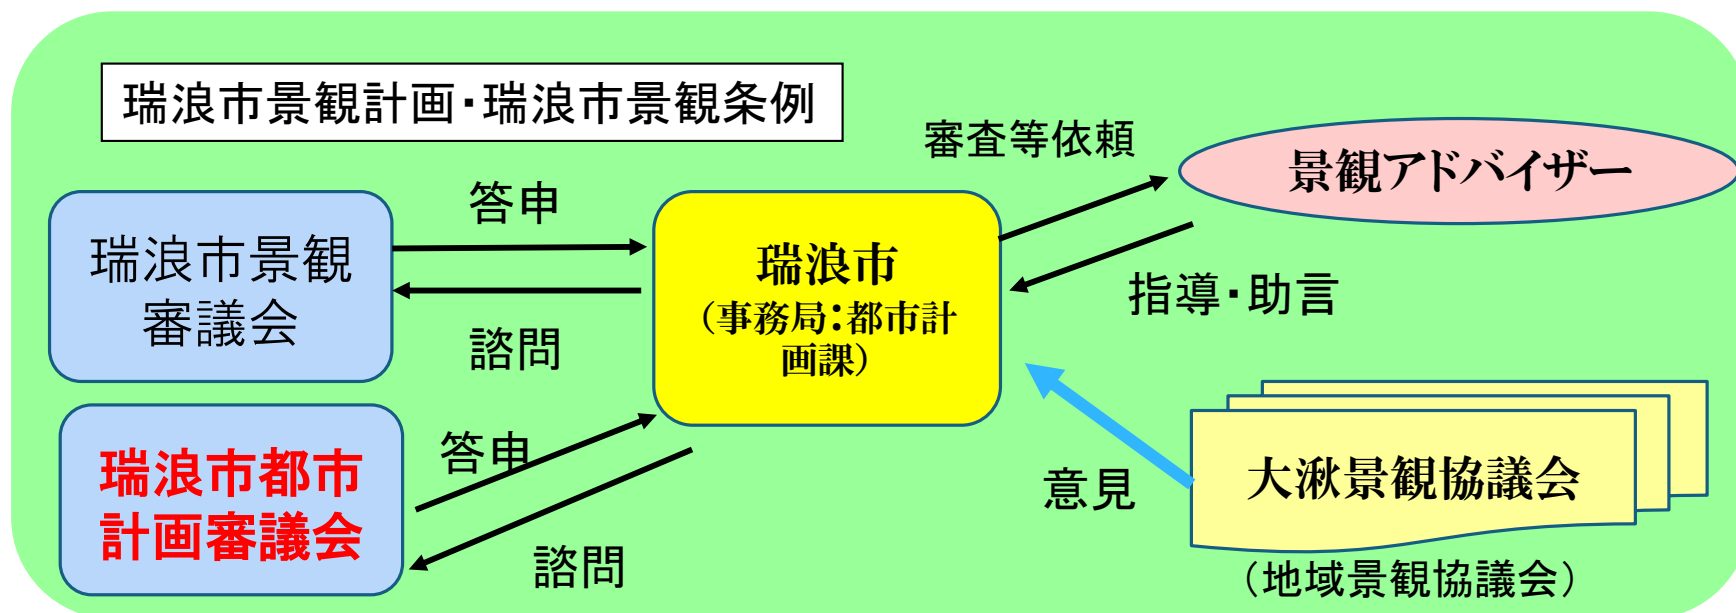 瑞浪市景観計画・瑞浪市景観条例
審査等依頼
景観アドバイザー
答申
瑞浪市景観
審議会
諮問
瑞浪市
（事務局：都市計
画課）
指導・助言
答申
瑞浪市都市
計画審議会
諮問
意見
大湫景観協議会
（地域景観協議会）